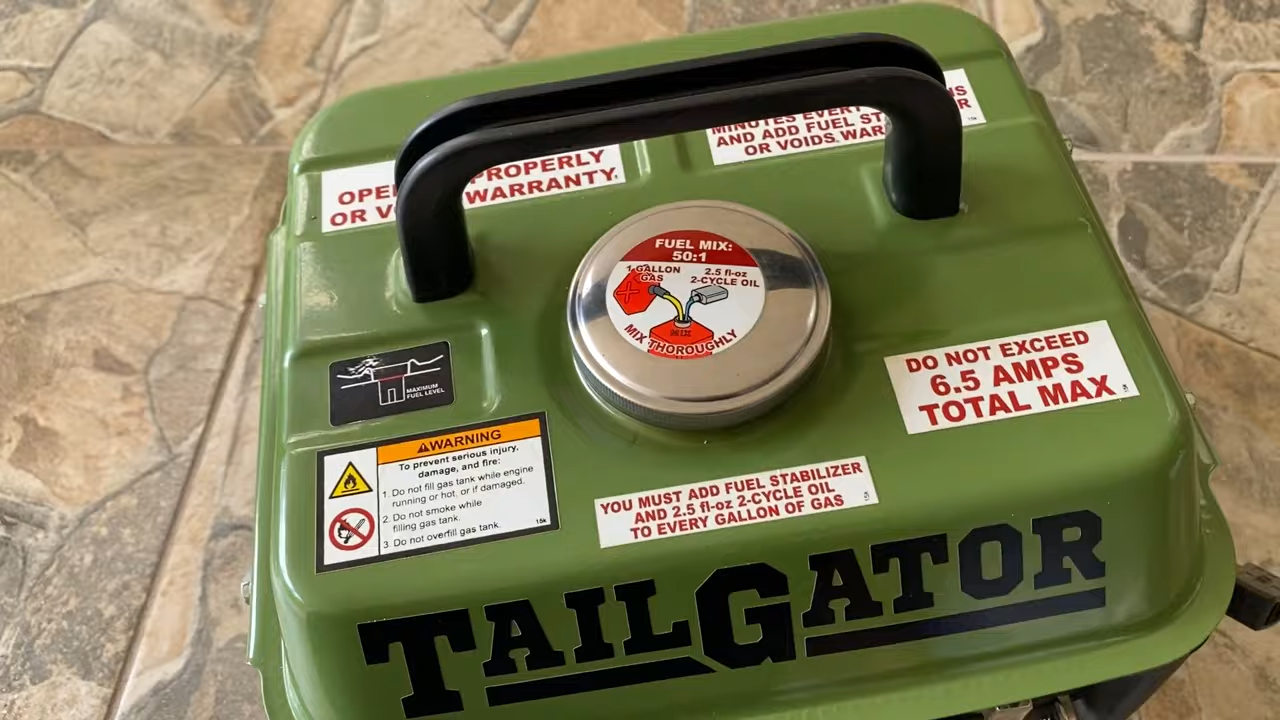 MINUTES EVERY
AND ADD FUEL
OR VOIDS WAR
PROPERLY
WARRANTY.
FUEL MIX:
50:1
1 GALLON
GAS
2.5 fl-oz
2-CYCLE OIL
MIX
MIX THOROUGHLY
MAXIMUM
FUEL LEVEL
DO NOT EXCEED
6.5 AMPS
TOTAL MAX
WARNING
To prevent serious injury,
damage, and fire:
1. Do not fill gas tank while engine
running or hot, or if damaged.
2. Do not smoke while
filling gas tank.
3. Do not overfill gas tank.
15k
YOU MUST ADD FUEL STABILIZER
AND 2.5 fl-oz 2-CYCLE OIL
TO EVERY GALLON OF GAS
TAILGATOR